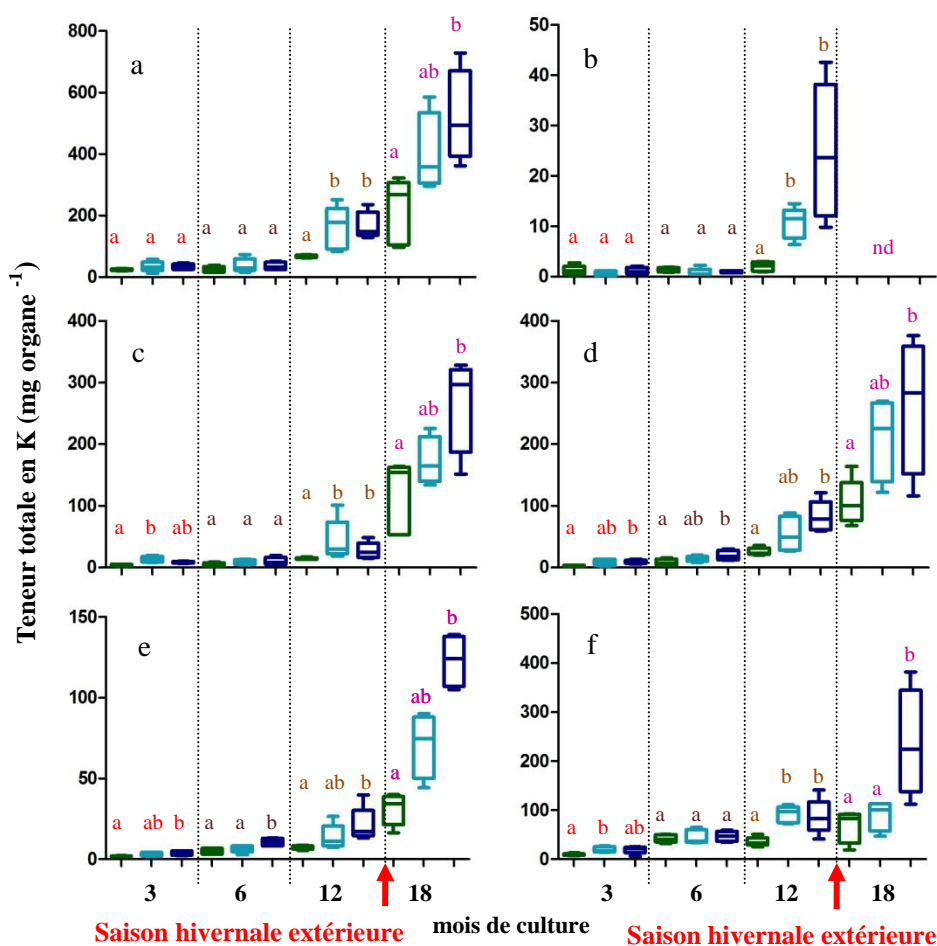 Teneur totale en K (mg organe -1)
800
600
400
200
0
a
a a a
a a a
a b b
a ab b
50
40
30
20
10
0
b
a a a
a a a
a b b
nd
400
300
200
100
0
c
a b ab
a a a
a b b
a ab b
400
300
200
100
0
d
a ab b
a ab b
a ab b
a ab b
150
100
50
0
e
a ab b
a a b
a ab b
a ab b
500
400
300
200
100
0
f
a b ab
a a a
a b b
a a b
3 6 12 18
3 6 12 18
Saison hivernale extérieure
mois de culture
Saison hivernale extérieure